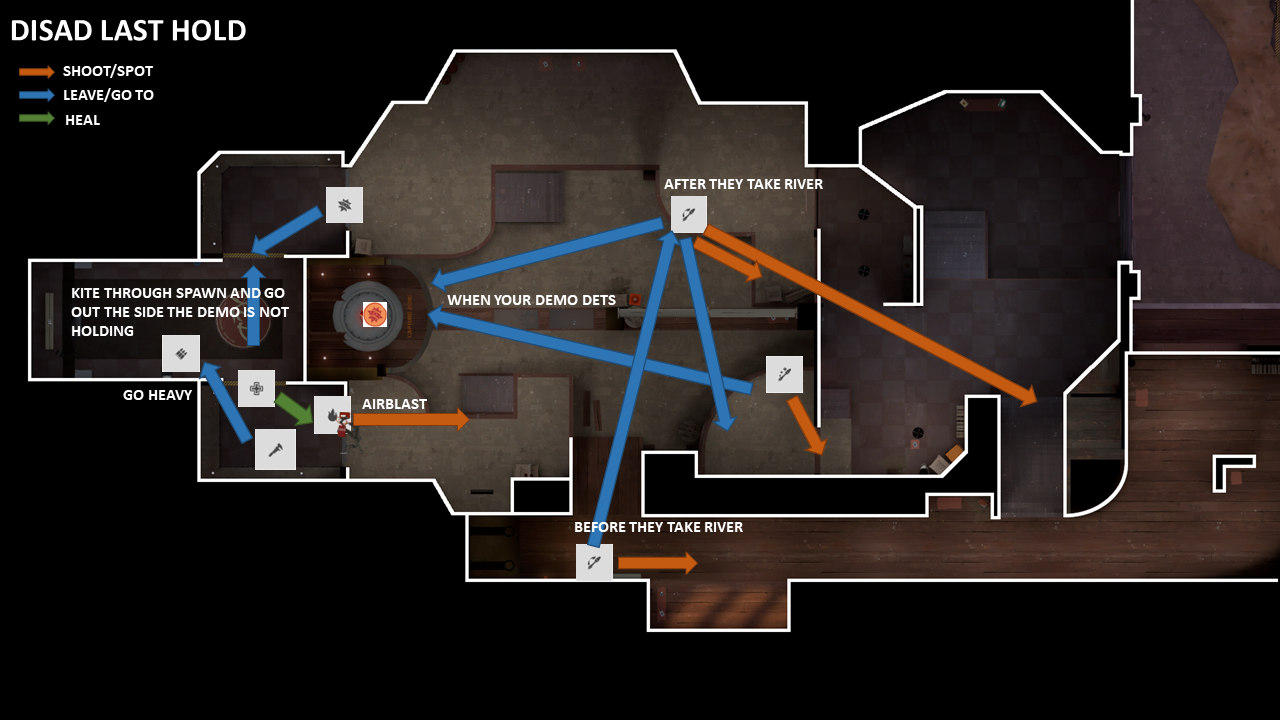 DISAD LAST HOLD
SHOOT/SPOT
LEAVE/GO TO
HEAL
AFTER THEY TAKE RIVER
KITE THROUGH SPAWN AND GO
OUT THE SIDE THE DEMO IS NOT
HOLDING
WHEN YOUR DEMO DETS
GO HEAVY
AIRBLAST
BEFORE THEY TAKE RIVER